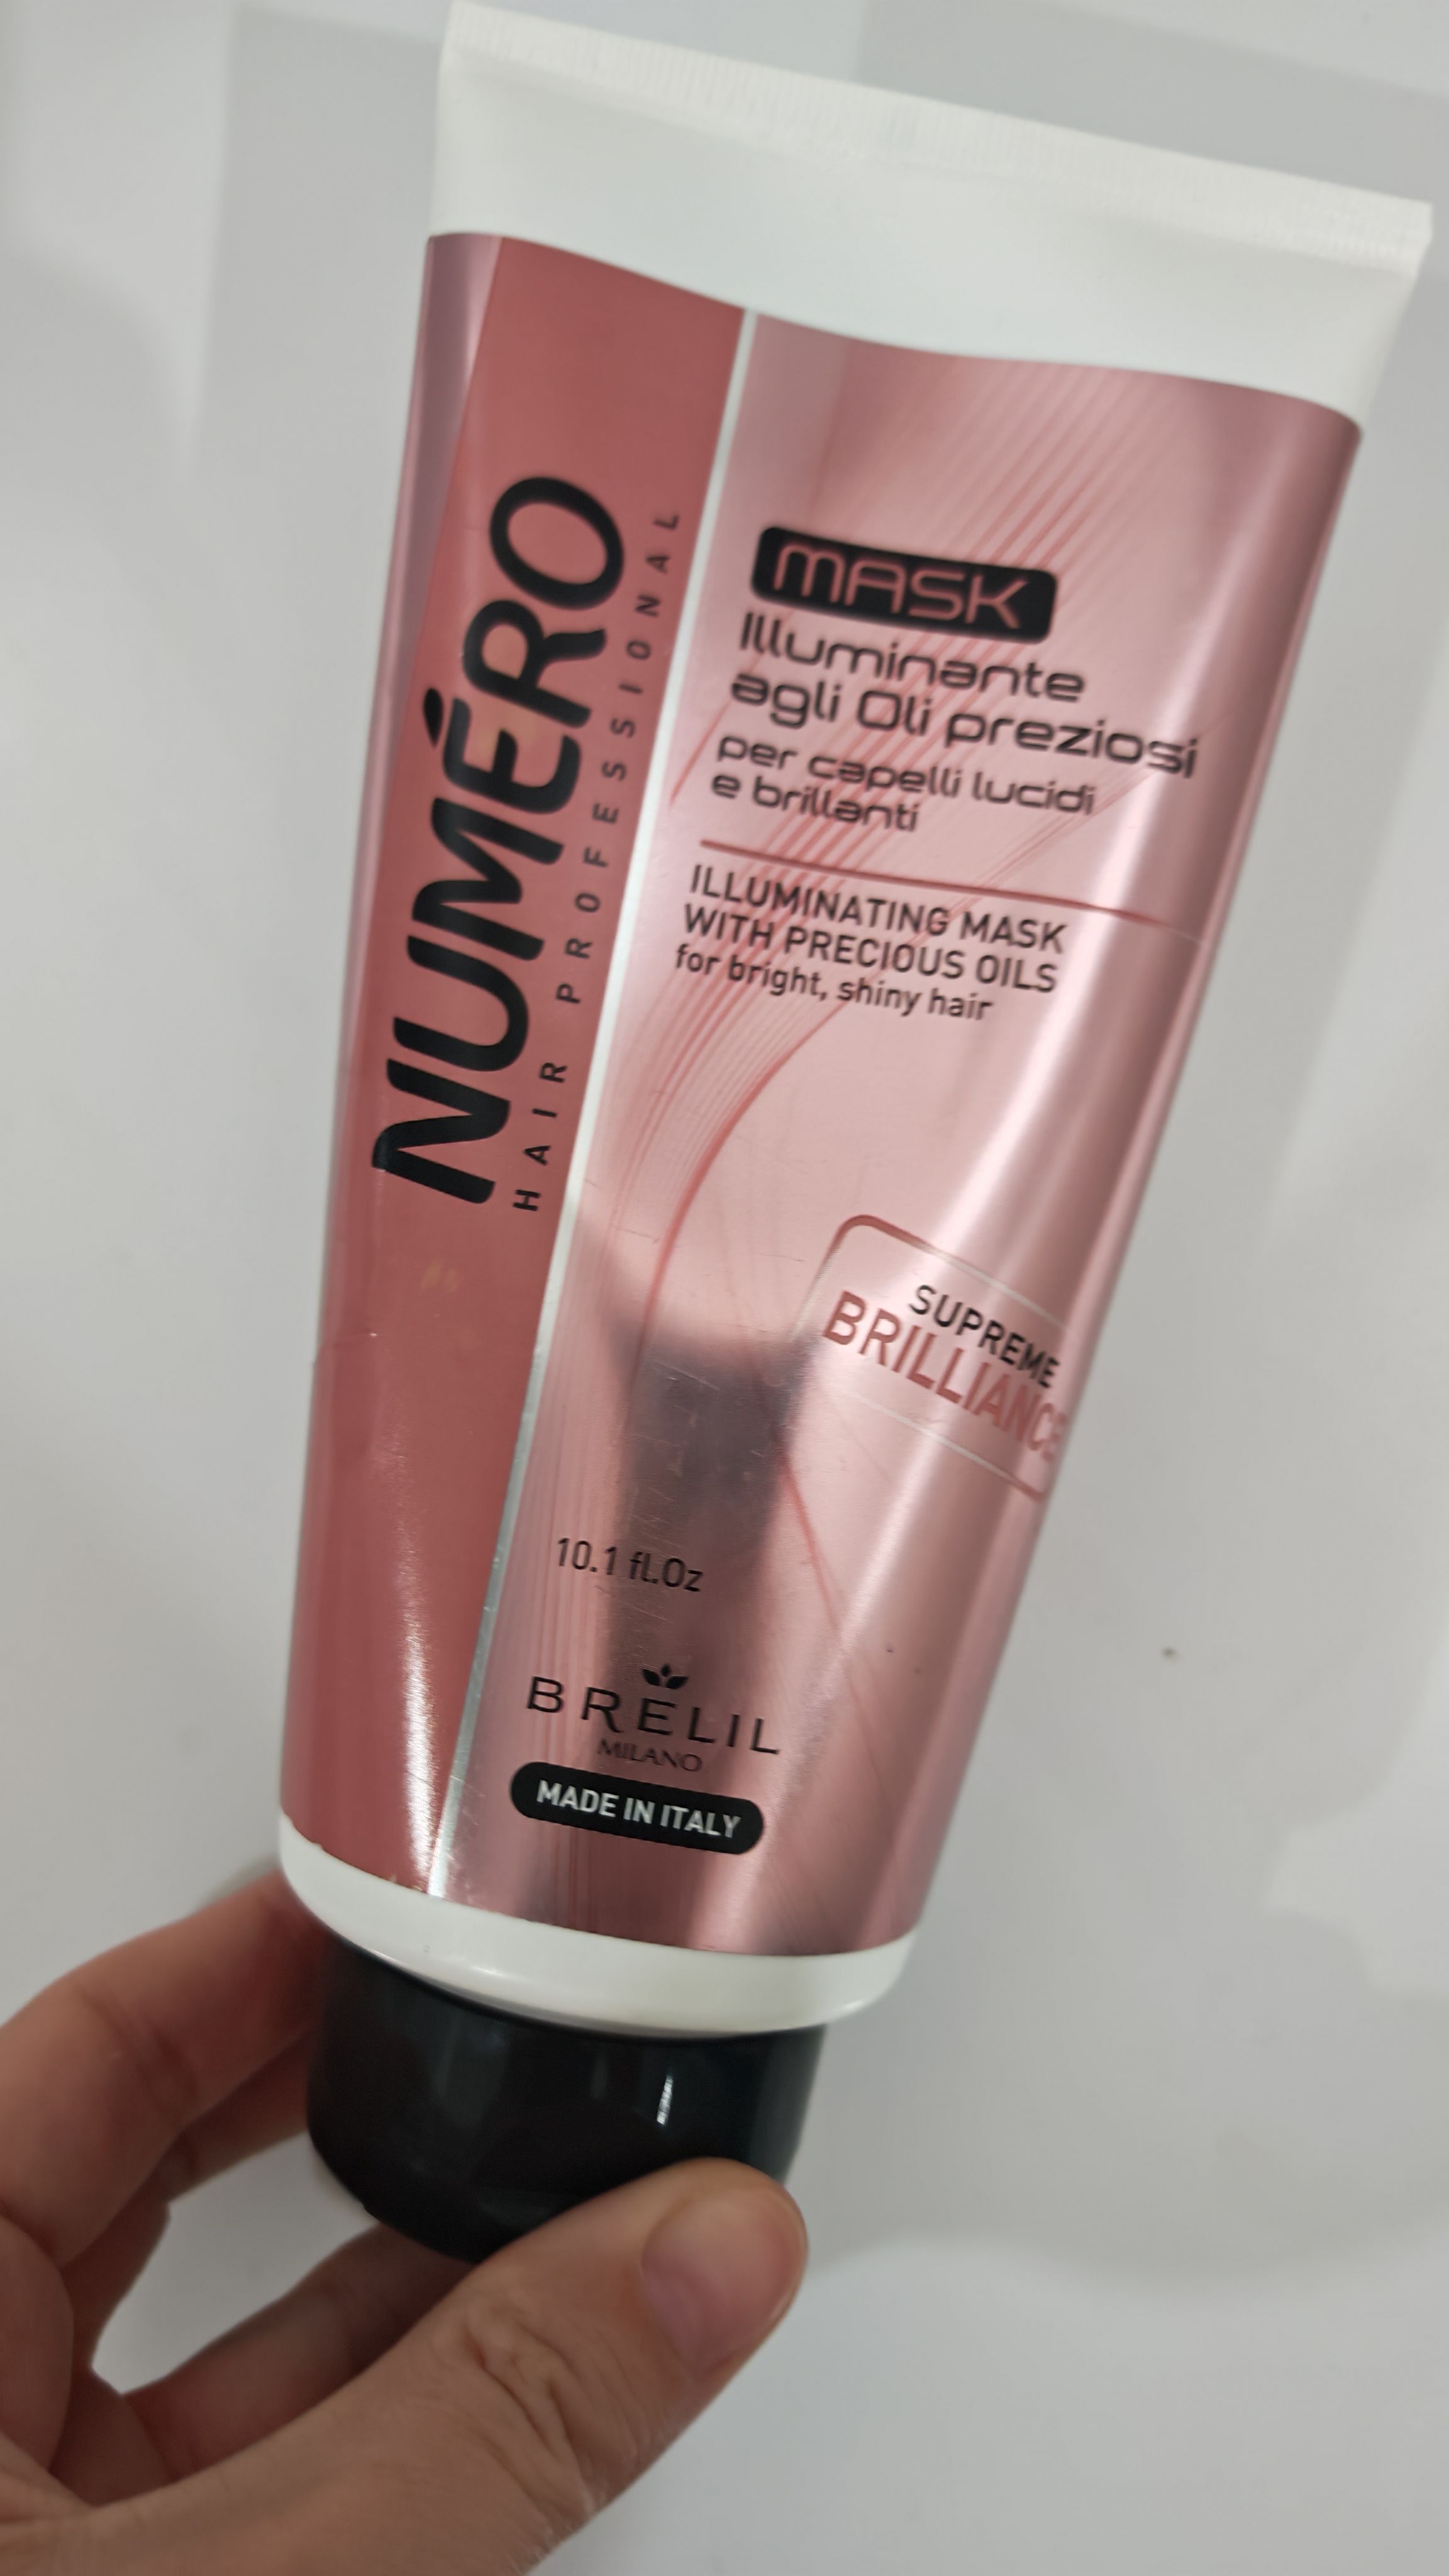 NUMÉRO
HAIR PROFESSIONAL
MASK
Illuminante
agli Oli preziosi
per capelli lucidi
e brillanti
ILLUMINATING MASK
WITH PRECIOUS OILS
for bright, shiny hair
SUPREME
BRILLIANCE
10.1 fl.Oz
BRELIL
MILANO
MADE IN ITALY